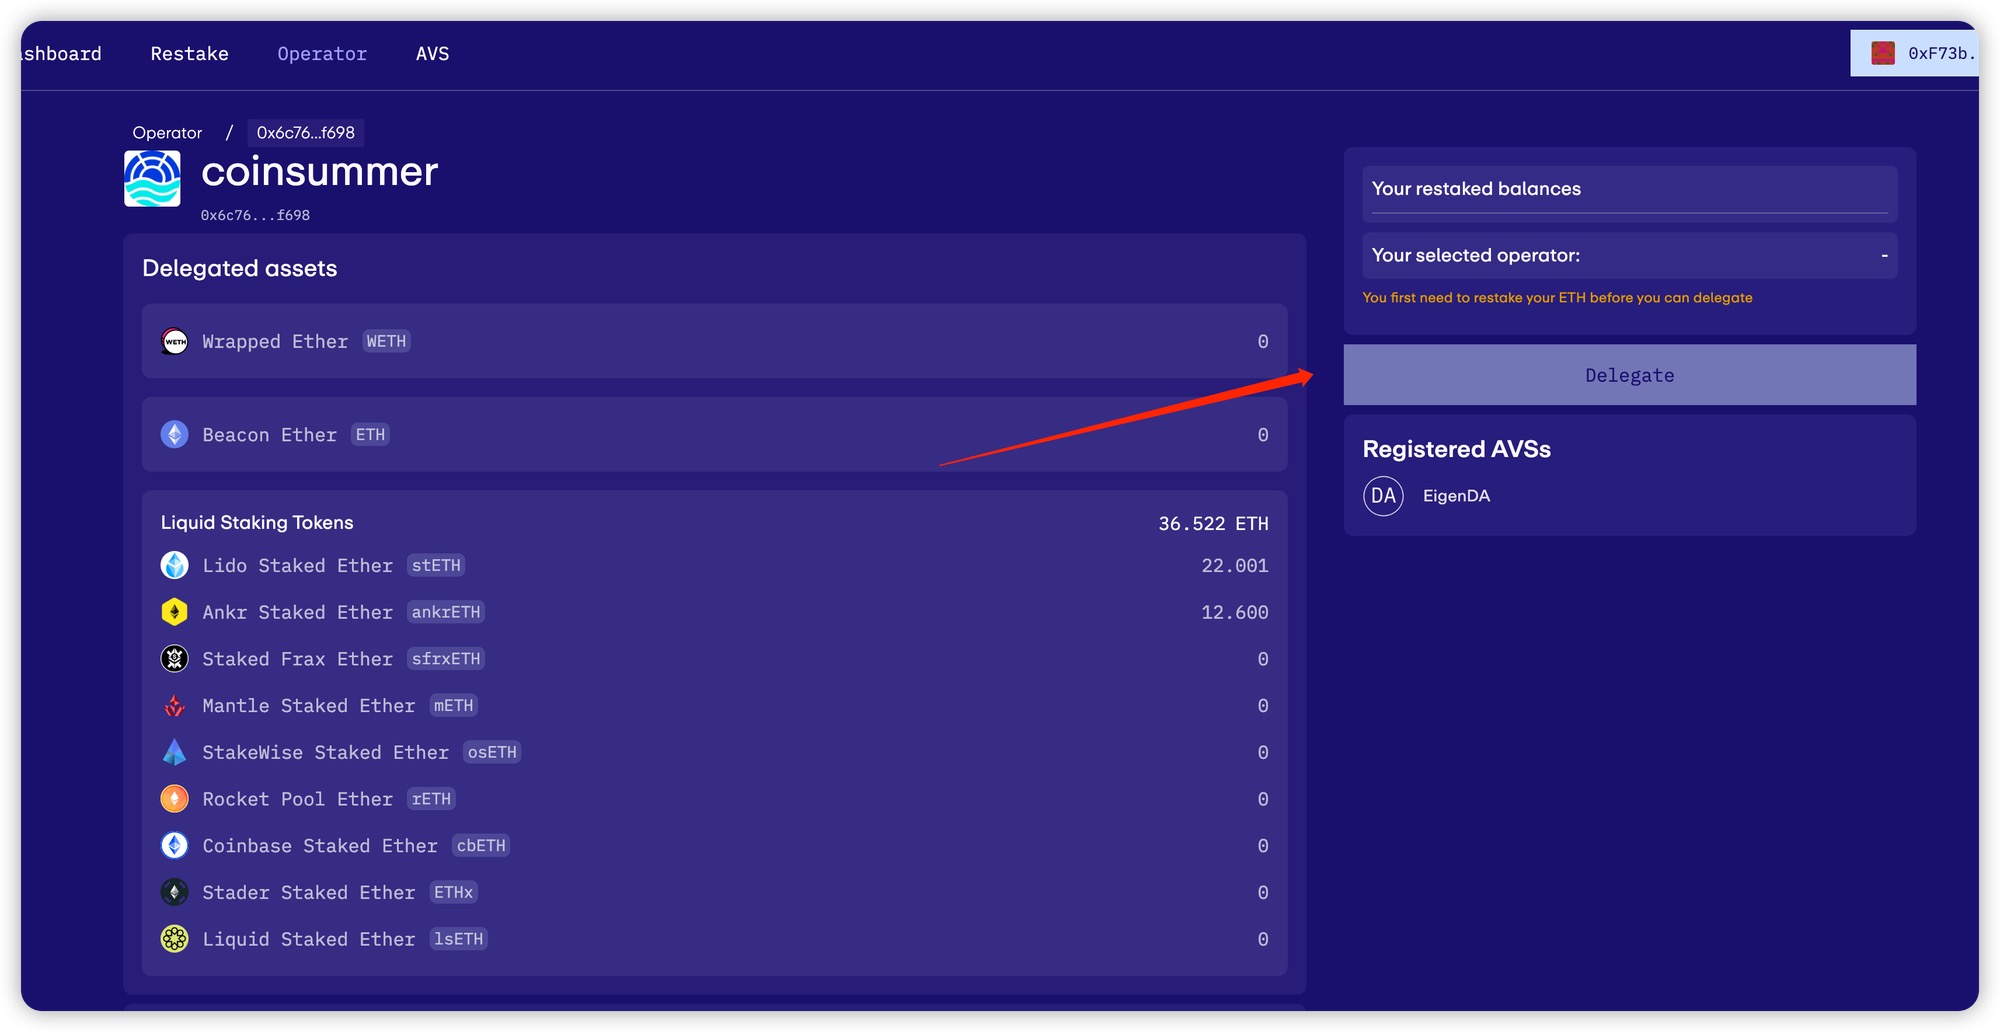 shboard Restake Operator AVS 0xF73b.
Operator / 0x6c76...f698
coinsummer
0x6c76...f698
Delegated assets
WETH Wrapped Ether WETH 0
Beacon Ether ETH 0
Liquid Staking Tokens 36.522 ETH
Lido Staked Ether stETH 22.001
Ankr Staked Ether ankrETH 12.600
Staked Frax Ether sfrxETH 0
Mantle Staked Ether mETH 0
StakeWise Staked Ether osETH 0
Rocket Pool Ether rETH 0
Coinbase Staked Ether cbETH 0
Stader Staked Ether ETHx 0
Liquid Staked Ether lsETH 0
Your restaked balances
Your selected operator: -
You first need to restake your ETH before you can delegate
Delegate
Registered AVSs
DA EigenDA